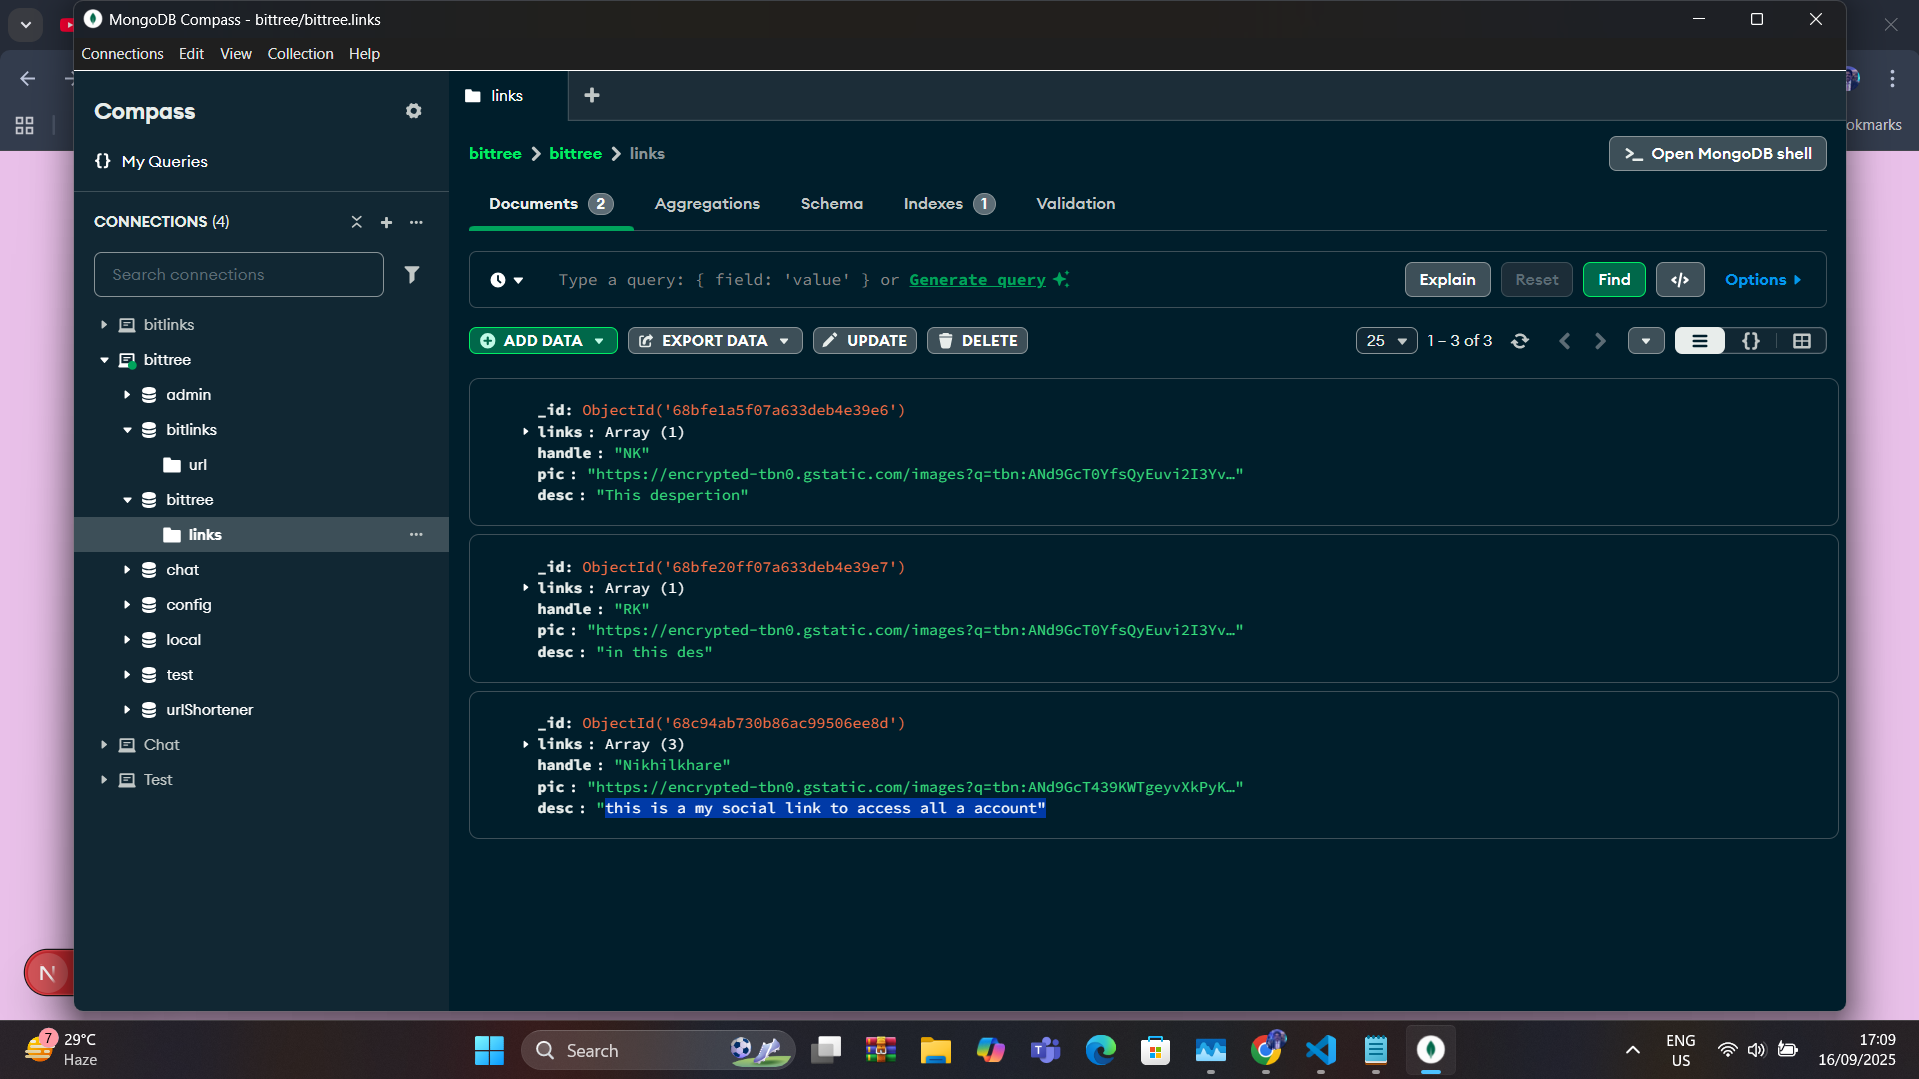 MongoDB Compass - bittree/bittree.links
Connections Edit View Collection Help
Compass
{} My Queries
CONNECTIONS (4)
Search connections
bitlinks
bittree
admin
bitlinks
url
bittree
links
chat
config
local
test
urlShortener
Chat
Test
links
bittree > bittree > links
>_ Open MongoDB shell
Documents 2 Aggregations Schema Indexes 1 Validation
Type a query: { field: 'value' } or Generate query
Explain Reset Find </> Options
ADD DATA EXPORT DATA UPDATE DELETE
25 1 – 3 of 3 {}
_id: ObjectId('68bfe1a5f07a633deb4e39e6')
links : Array (1)
handle : "NK"
pic : "https://encrypted-tbn0.gstatic.com/images?q=tbn:ANd9GcT0YfsQyEuvi2I3Yv…"
desc : "This despertion"
_id: ObjectId('68bfe20ff07a633deb4e39e7')
links : Array (1)
handle : "RK"
pic : "https://encrypted-tbn0.gstatic.com/images?q=tbn:ANd9GcT0YfsQyEuvi2I3Yv…"
desc : "in this des"
_id: ObjectId('68c94ab730b86ac99506ee8d')
links : Array (3)
handle : "Nikhilkhare"
pic : "https://encrypted-tbn0.gstatic.com/images?q=tbn:ANd9GcT439KWTgeyvXkPyK…"
desc : "this is a my social link to access all a account"
okmarks
N
7
29°C
Haze
Search
ENG
US
17:09
16/09/2025